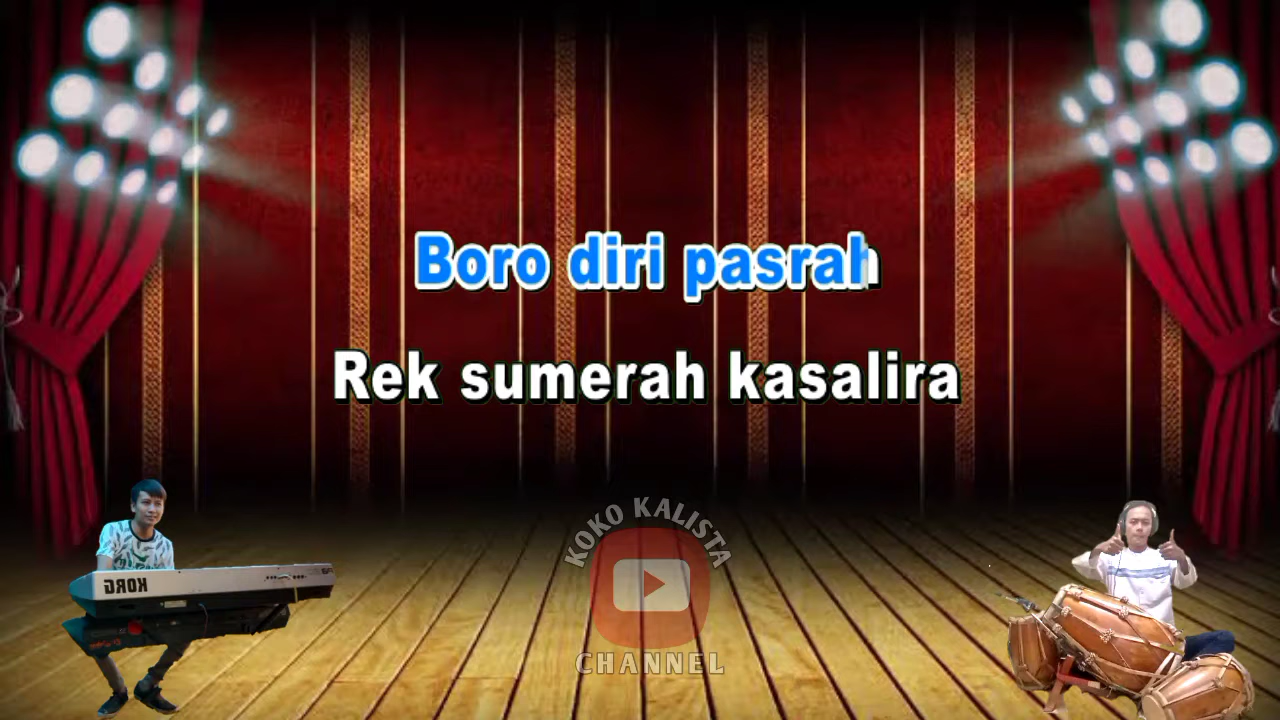 Boro diri pasrah
Rek sumerah kasalira
KOKO KALISTA
CHANNEL
KORG